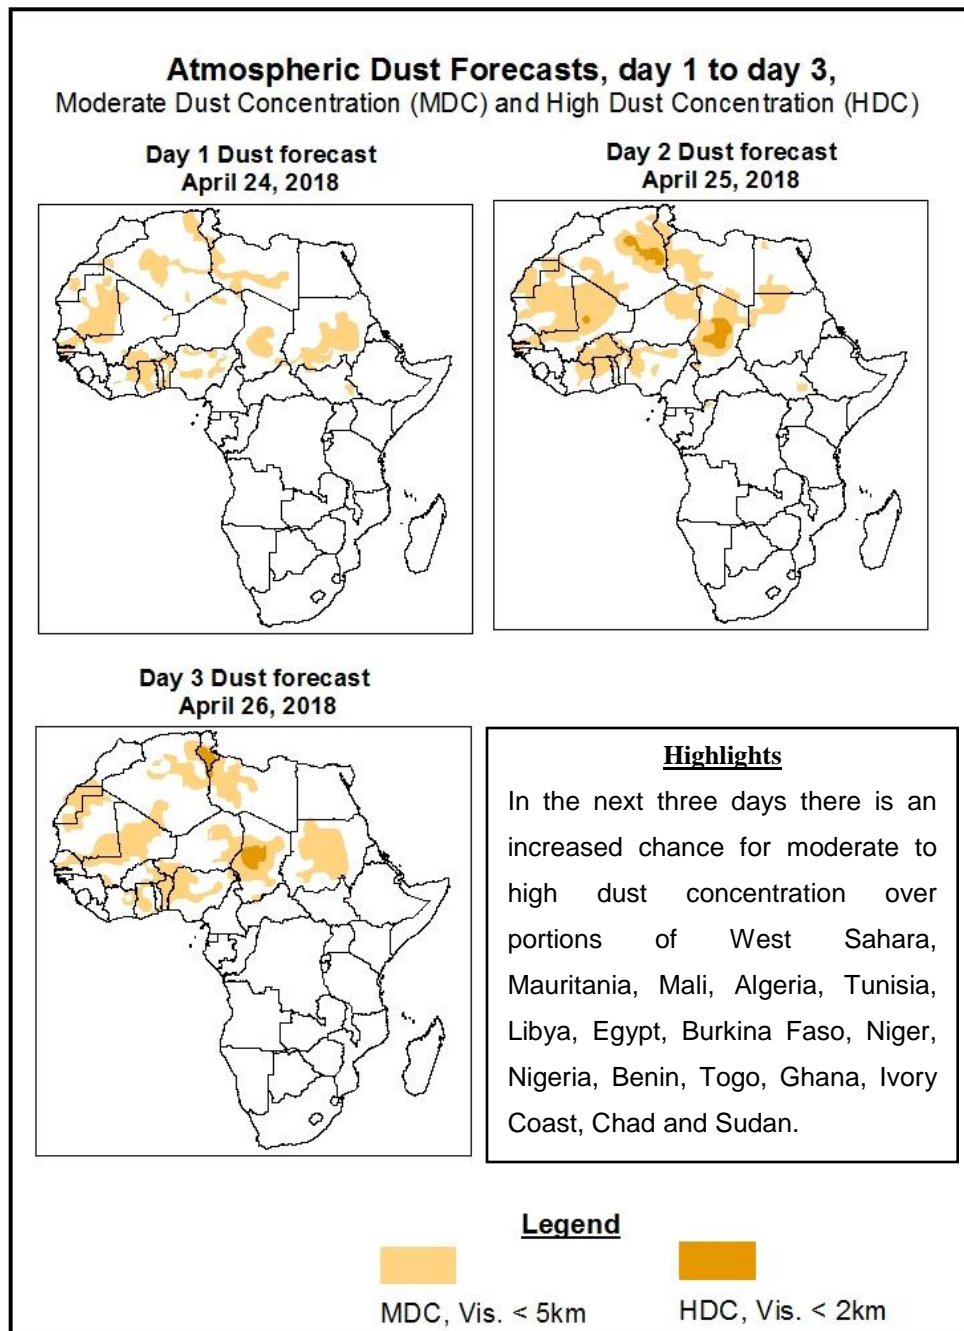 Atmospheric Dust Forecasts, day 1 to day 3,
Moderate Dust Concentration (MDC) and High Dust Concentration (HDC)
Day 1 Dust forecast
April 24, 2018
Day 2 Dust forecast
April 25, 2018
Day 3 Dust forecast
April 26, 2018
Highlights
In the next three days there is an
increased chance for moderate to
high dust concentration over
portions of West Sahara,
Mauritania, Mali, Algeria, Tunisia,
Libya, Egypt, Burkina Faso, Niger,
Nigeria, Benin, Togo, Ghana, Ivory
Coast, Chad and Sudan.
Legend
MDC, Vis. < 5km
HDC, Vis. < 2km